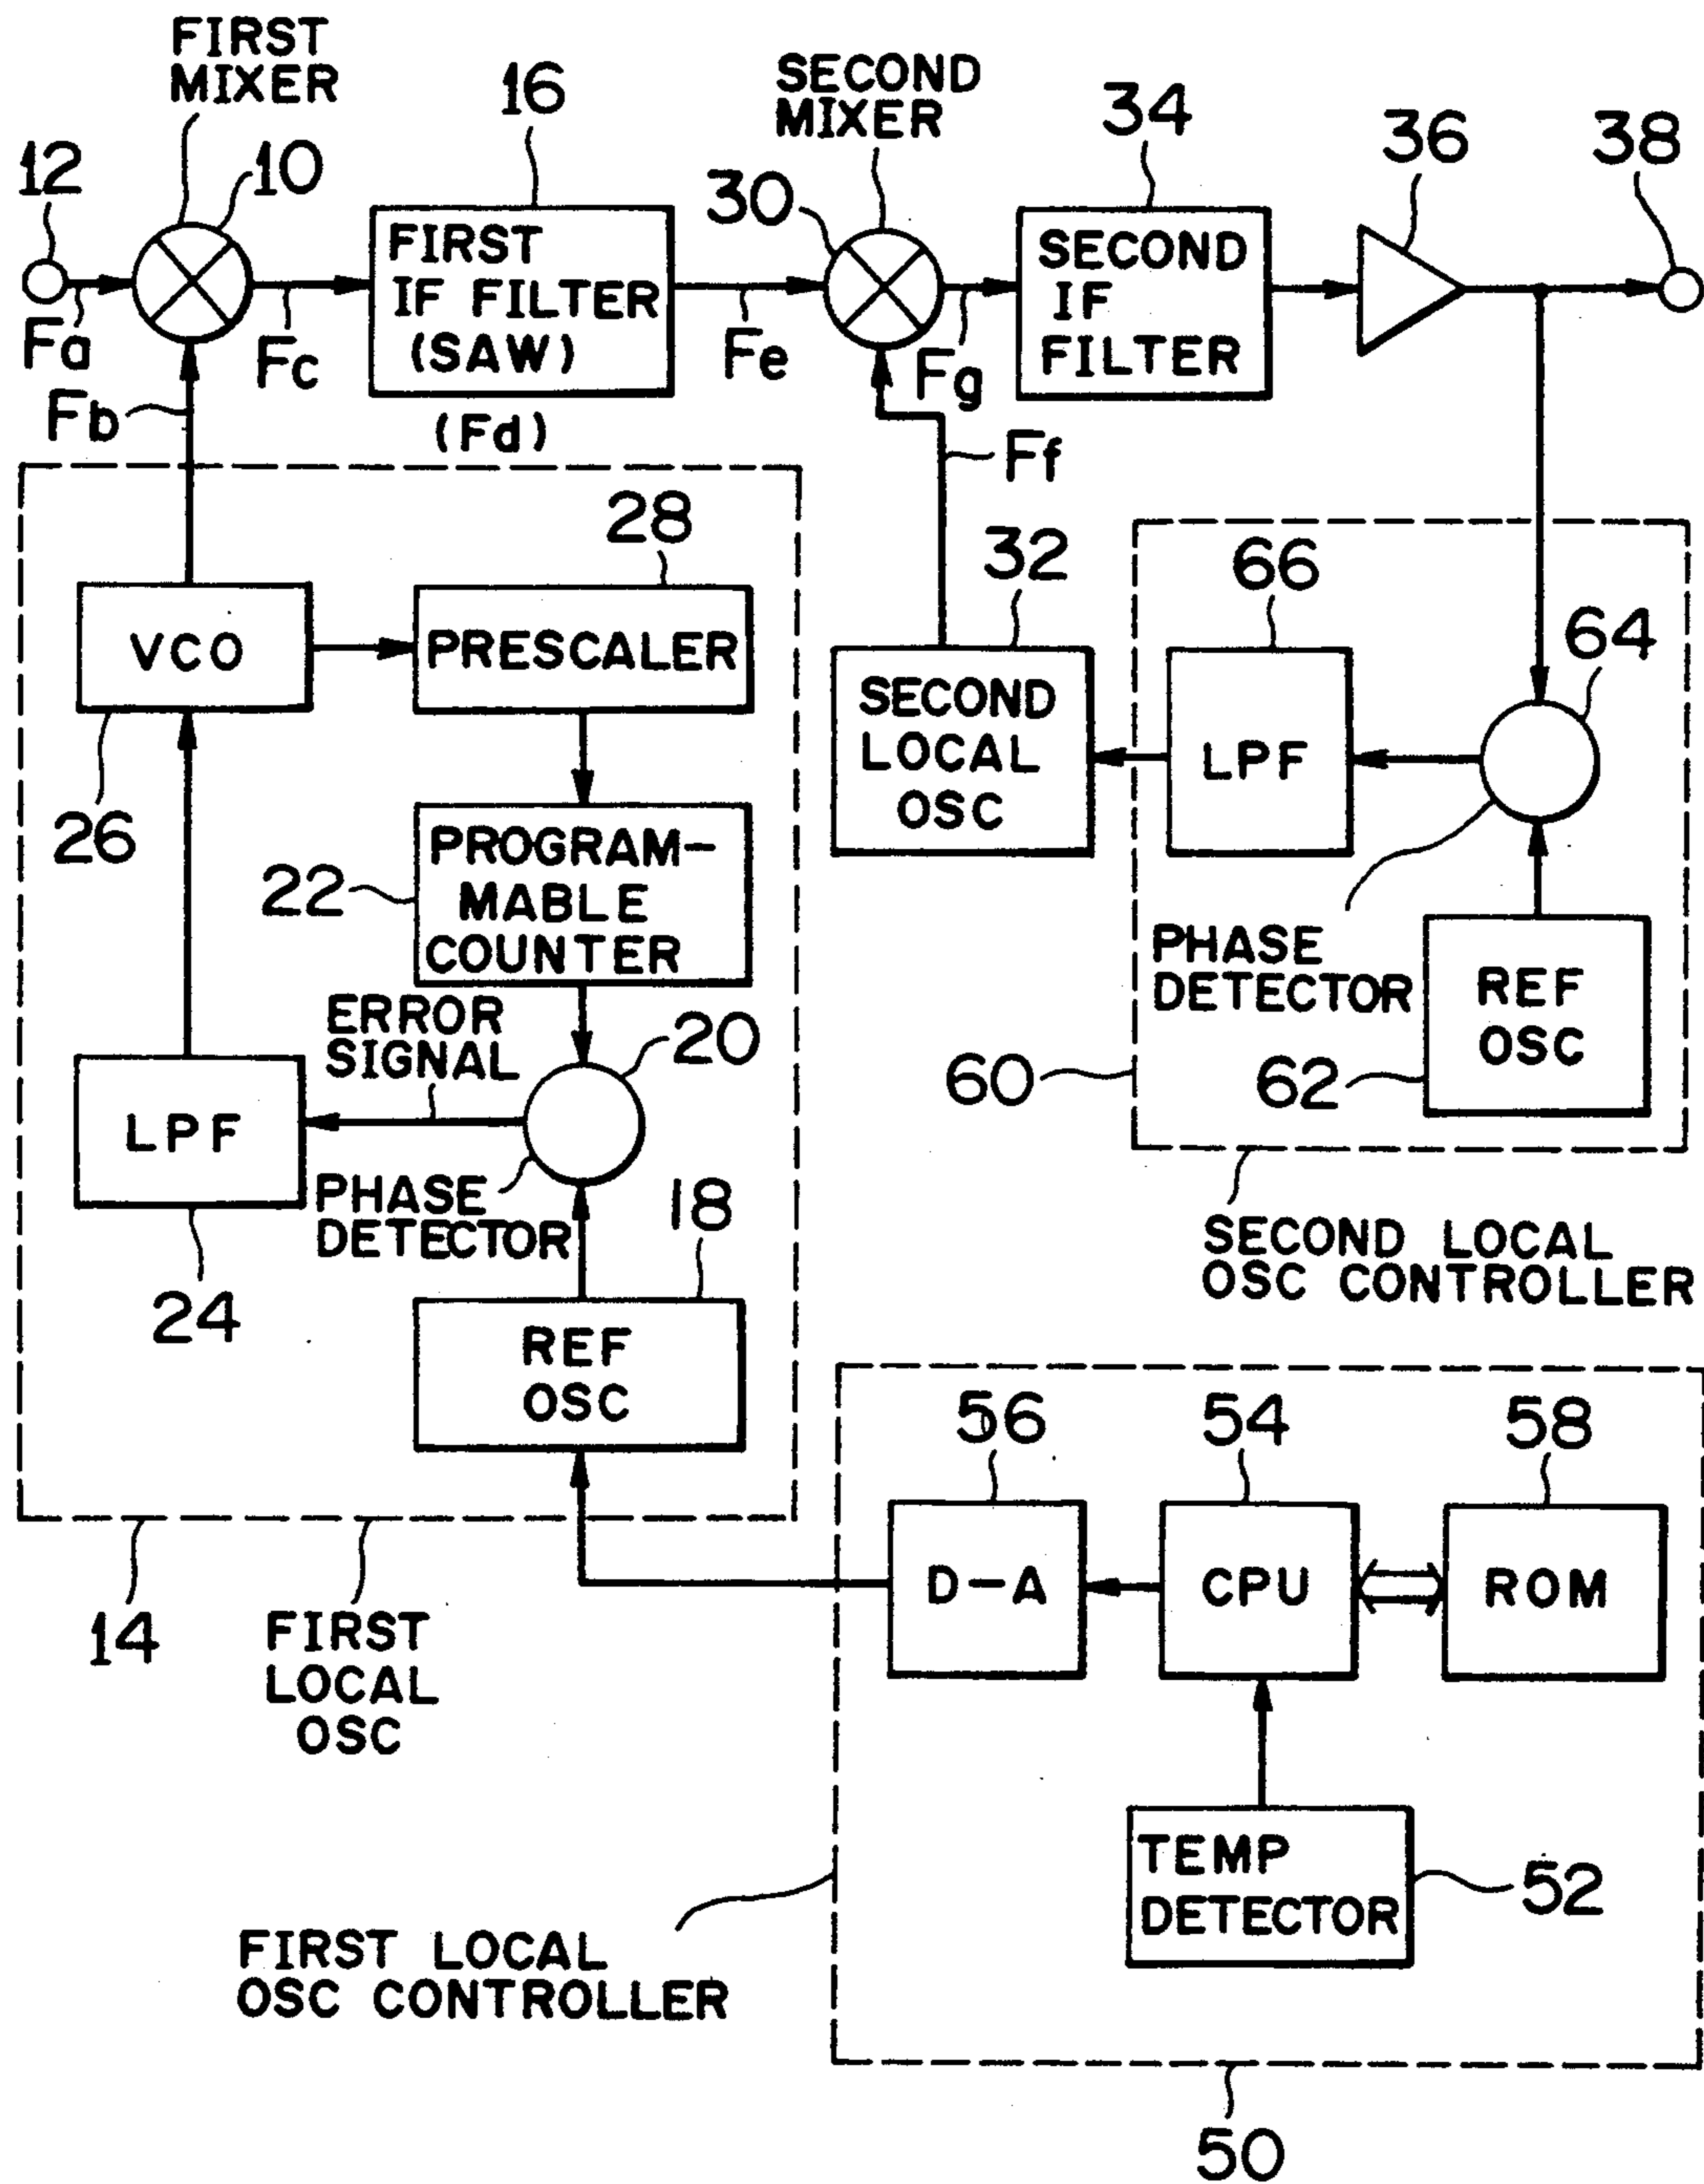 FIRST
MIXER
16
SECOND
MIXER
34
36
38
12
10
30
FIRST
IF FILTER
(SAW)
SECOND
IF
FILTER
Fa
Fb
Fc
(Fd)
Fe
Fg
Ff
28
32
66
64
VCO
PRESCALER
SECOND
LOCAL
OSC
LPF
26
22
PROGRAM-
MABLE
COUNTER
PHASE
DETECTOR
REF
OSC
ERROR
SIGNAL
20
60
62
LPF
PHASE
DETECTOR
18
24
SECOND LOCAL
OSC CONTROLLER
REF
OSC
56
54
58
D-A
CPU
ROM
14
FIRST
LOCAL
OSC
TEMP
DETECTOR
52
FIRST LOCAL
OSC CONTROLLER
50